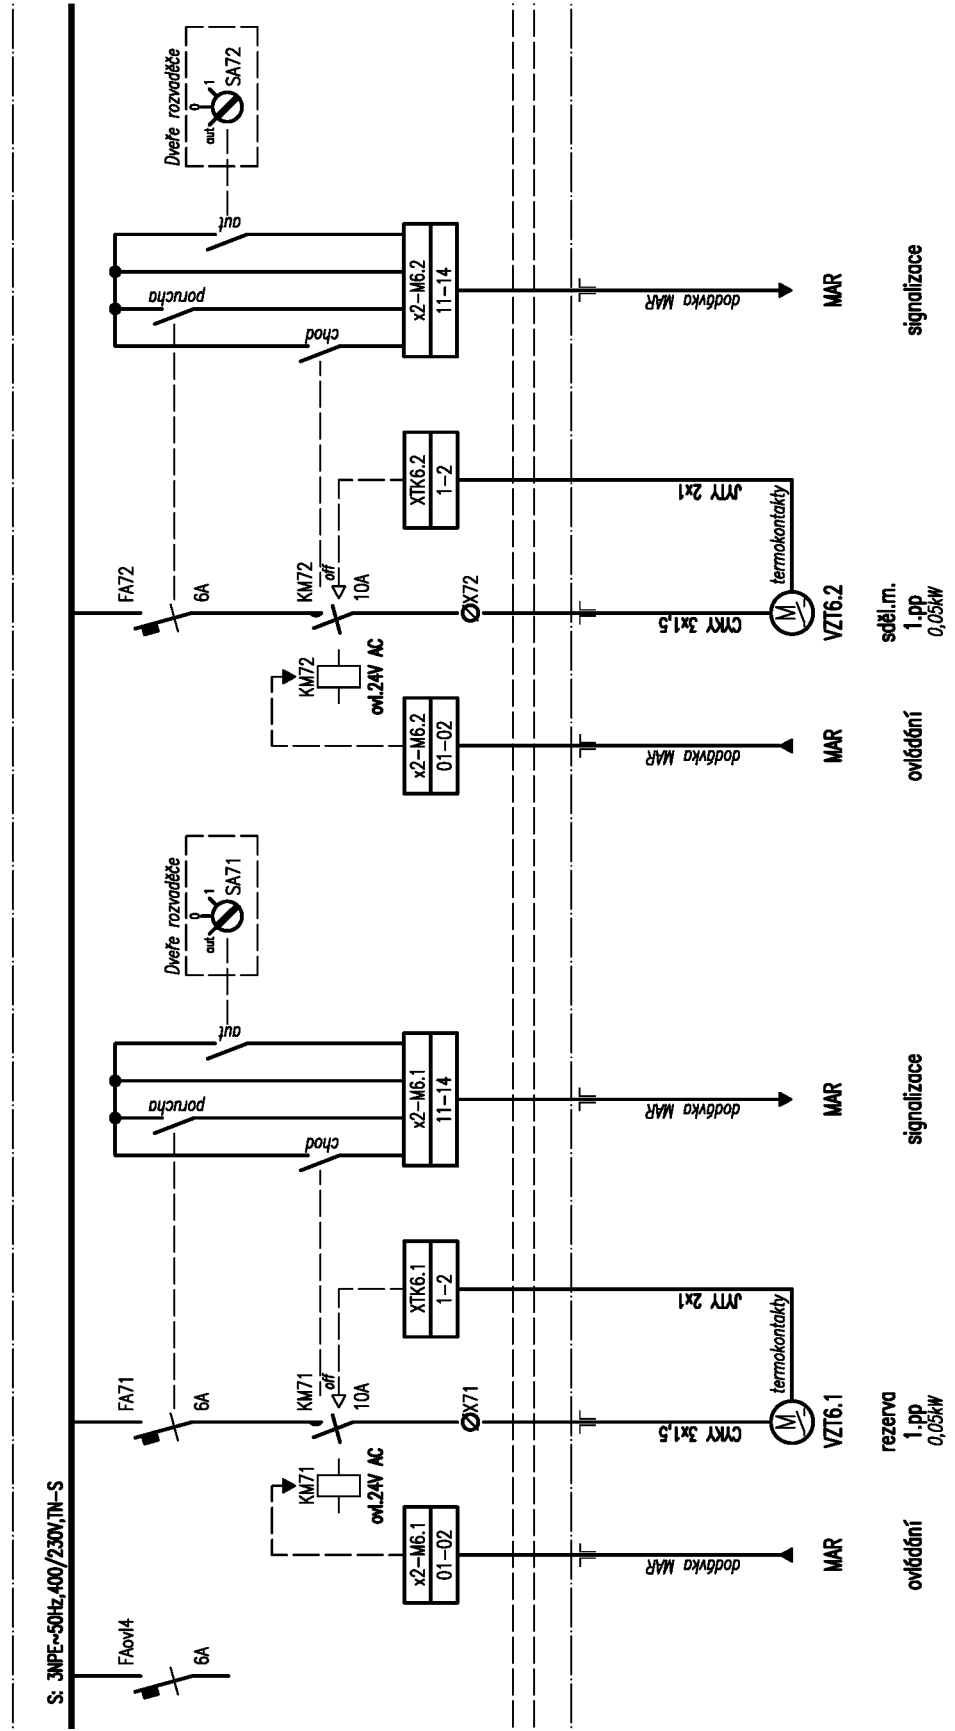 S: 3NPE~50Hz,400/230V,TN-S
FAovl4
6A
x2-M6.1
01-02
dodávka MAR
MAR
ovládání
KM71
ovl.24V AC
FA71
6A
KM71
off
10A
X71
CYKY 3x1,5
M
VZT6.1
rezerva
1.pp
0,05kW
XTK6.1
1-2
JYTY 2x1
termokontakty
chod
porucha
aut
x2-M6.1
11-14
dodávka MAR
MAR
signalizace
Dveře rozvaděče
aut
0
1
SA71
x2-M6.2
01-02
dodávka MAR
MAR
ovládání
KM72
ovl.24V AC
FA72
6A
KM72
off
10A
X72
CYKY 3x1,5
M
VZT6.2
sděl.m.
1.pp
0,05kW
XTK6.2
1-2
JYTY 2x1
termokontakty
chod
porucha
aut
x2-M6.2
11-14
dodávka MAR
MAR
signalizace
Dveře rozvaděče
aut
0
1
SA72